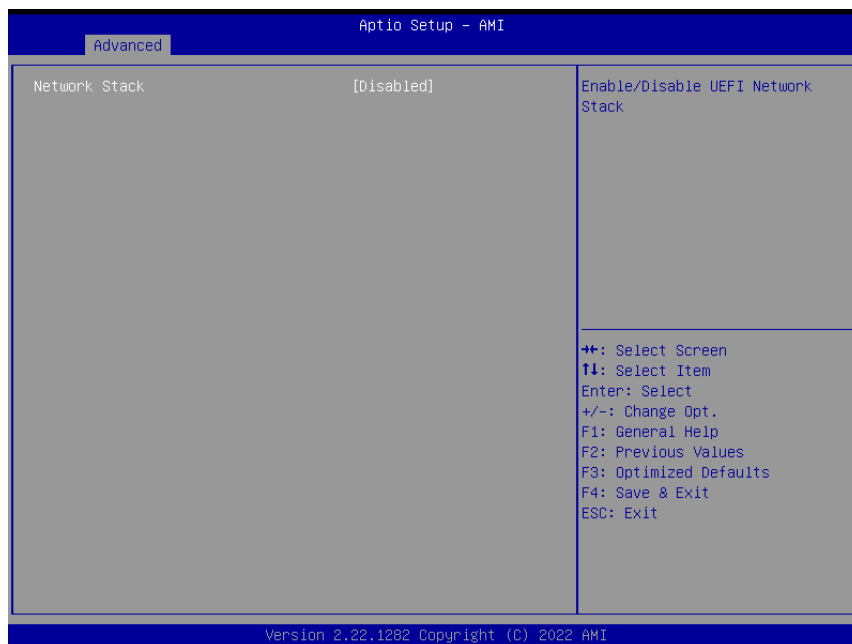 Aptio Setup – AMI
Advanced
Network Stack [Disabled]
Enable/Disable UEFI Network
Stack
→←: Select Screen
↑↓: Select Item
Enter: Select
+/-: Change Opt.
F1: General Help
F2: Previous Values
F3: Optimized Defaults
F4: Save & Exit
ESC: Exit
Version 2.22.1282 Copyright (C) 2022 AMI